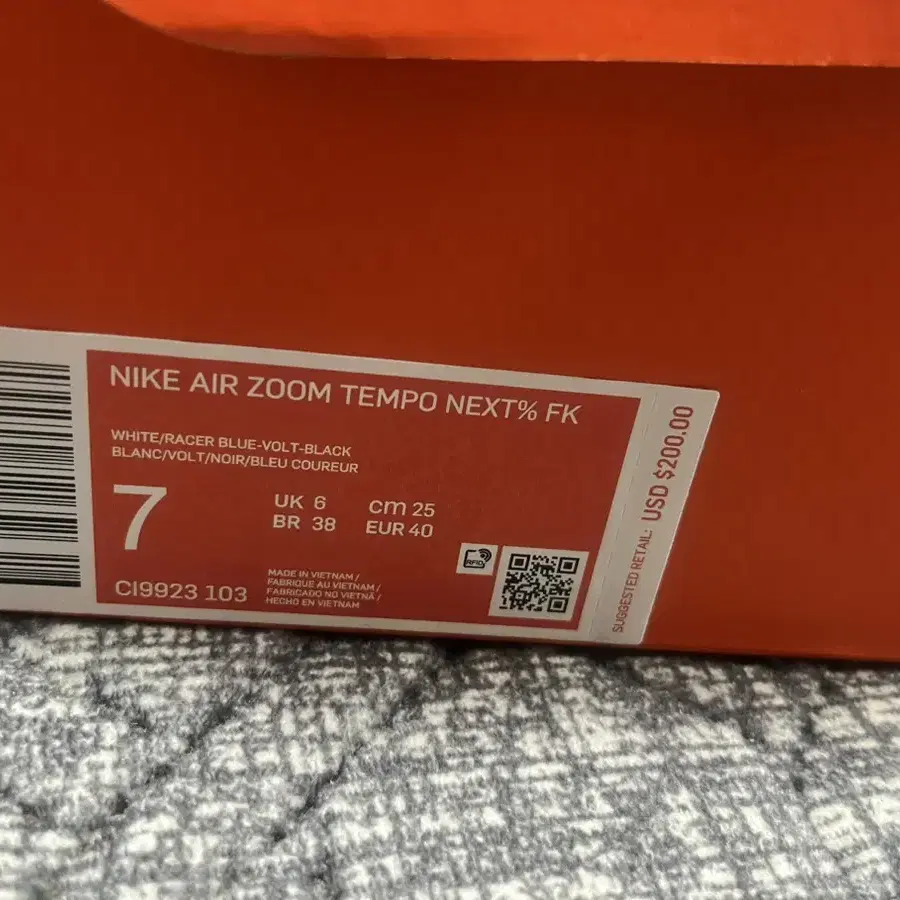 NIKE AIR ZOOM TEMPO NEXT% FK
WHITE/RACER BLUE-VOLT-BLACK
BLANC/VOLT/NOIR/BLEU COUREUR
7
UK 6 cm 25
BR 38 EUR 40
CI9923 103
MADE IN VIETNAM /
FABRIQUE AU VIETNAM /
FABRICADO NO VIETNÃ /
HECHO EN VIETNAM
RFID
SUGGESTED RETAIL: USD $200.00